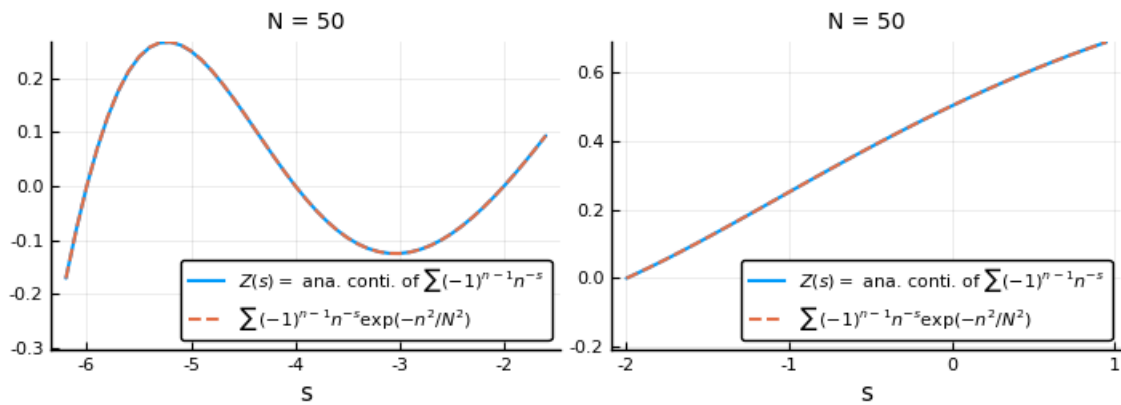 N = 50
0.2
0.1
0.0
-0.1
-0.2
-0.3
Z(s) = ana. conti. of ∑(-1)^{n-1}n^{-s}
∑(-1)^{n-1}n^{-s}exp(-n²/N²)
-6 -5 -4 -3 -2
s
N = 50
0.6
0.4
0.2
0.0
-0.2
Z(s) = ana. conti. of ∑(-1)^{n-1}n^{-s}
∑(-1)^{n-1}n^{-s}exp(-n²/N²)
-2 -1 0 1
s